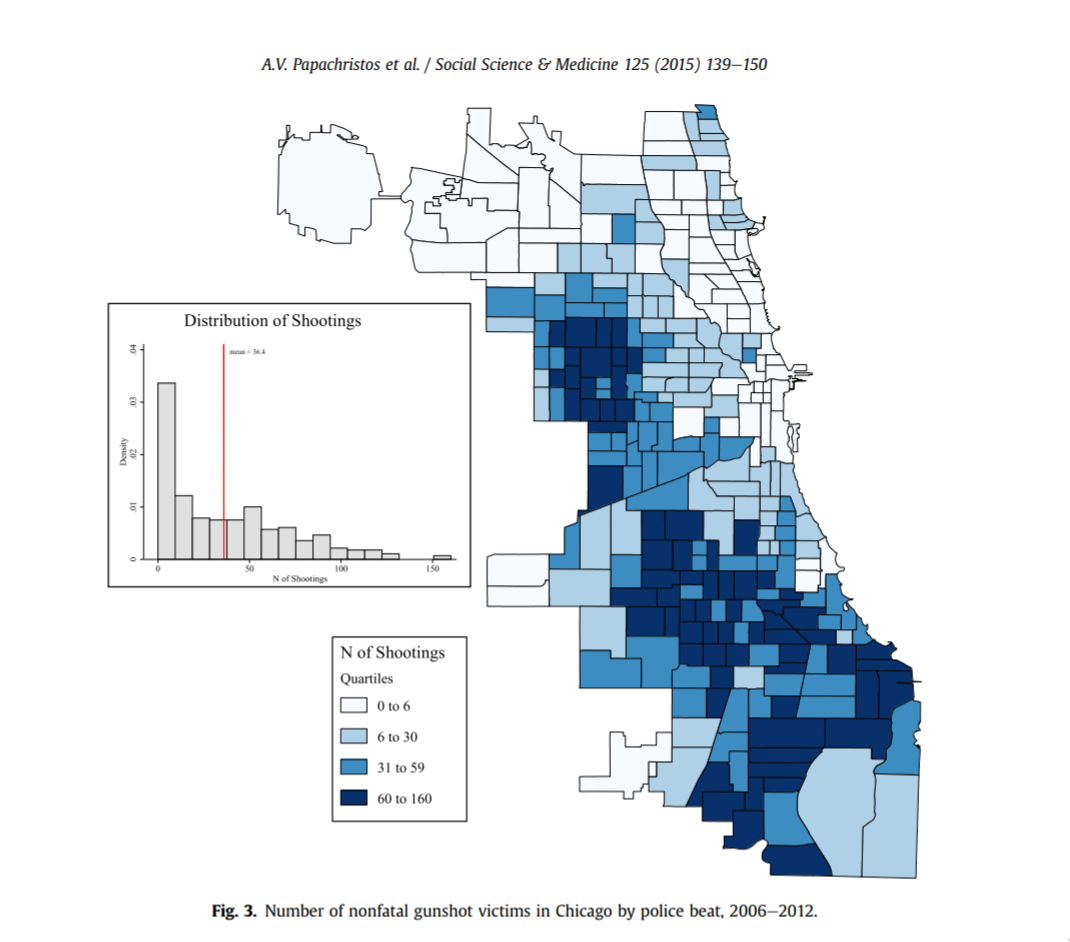 A.V. Papachristos et al. / Social Science & Medicine 125 (2015) 139–150
Distribution of Shootings
mean = 36.4
.04
.03
.02
.01
0
Density
0 50 100 150
N of Shootings
N of Shootings
Quartiles
0 to 6
6 to 30
31 to 59
60 to 160
Fig. 3. Number of nonfatal gunshot victims in Chicago by police beat, 2006–2012.